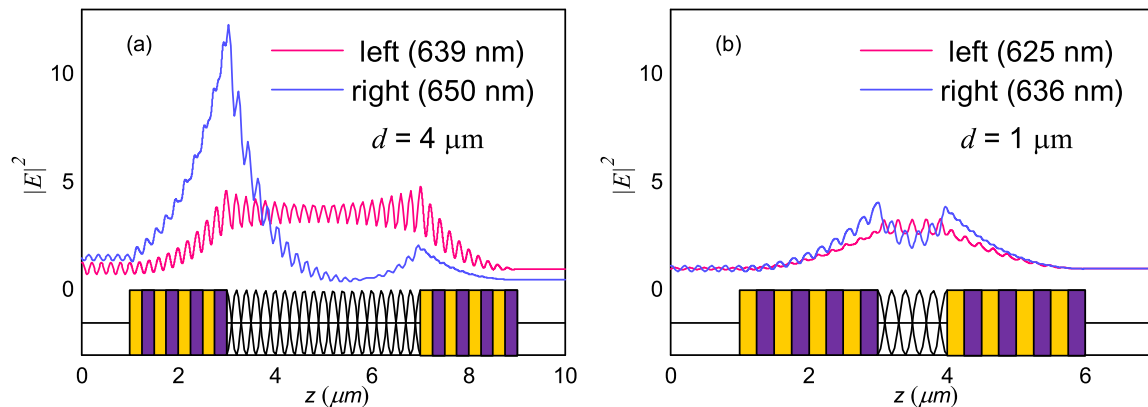 (a)
left (639 nm)
right (650 nm)
d = 4 μm
|E|²
10
5
0
0 2 4 6 8 10
z (μm)
(b)
left (625 nm)
right (636 nm)
d = 1 μm
|E|²
10
5
0
0 2 4 6
z (μm)